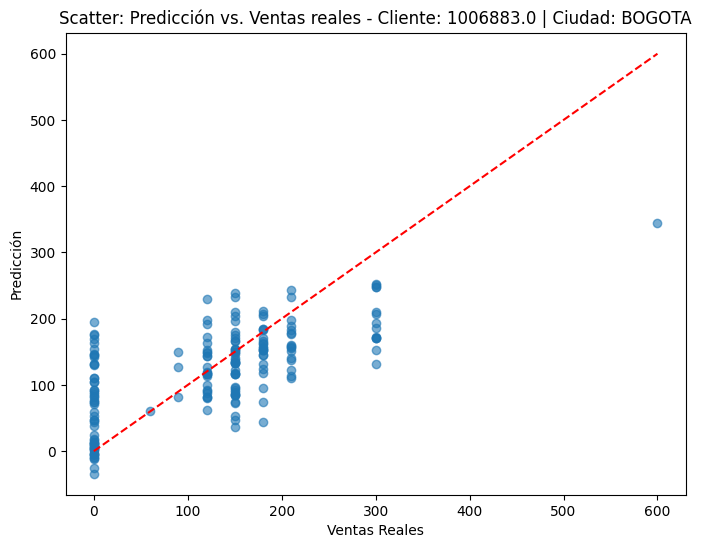 Scatter: Predicción vs. Ventas reales - Cliente: 1006883.0 | Ciudad: BOGOTA
600
500
400
300
200
100
0
Predicción
0 100 200 300 400 500 600
Ventas Reales